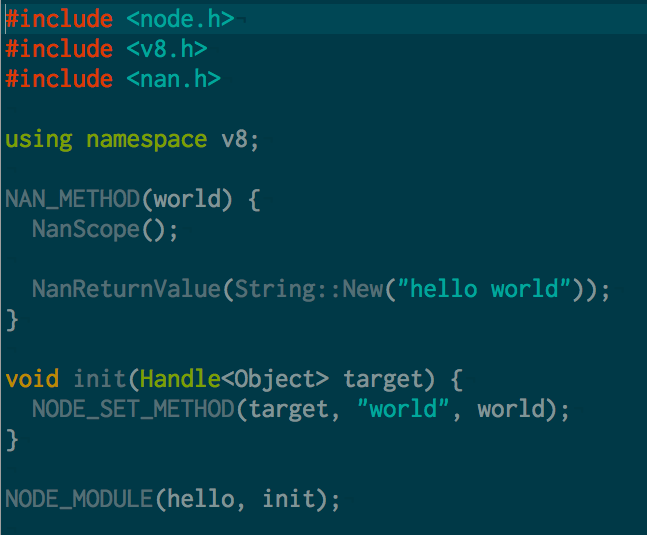 #include <node.h>¬
#include <v8.h>
#include <nan.h>

using namespace v8;

NAN_METHOD(world) {
  NanScope();

  NanReturnValue(String::New("hello world"));
}

void init(Handle<Object> target) {
  NODE_SET_METHOD(target, "world", world);
}

NODE_MODULE(hello, init);